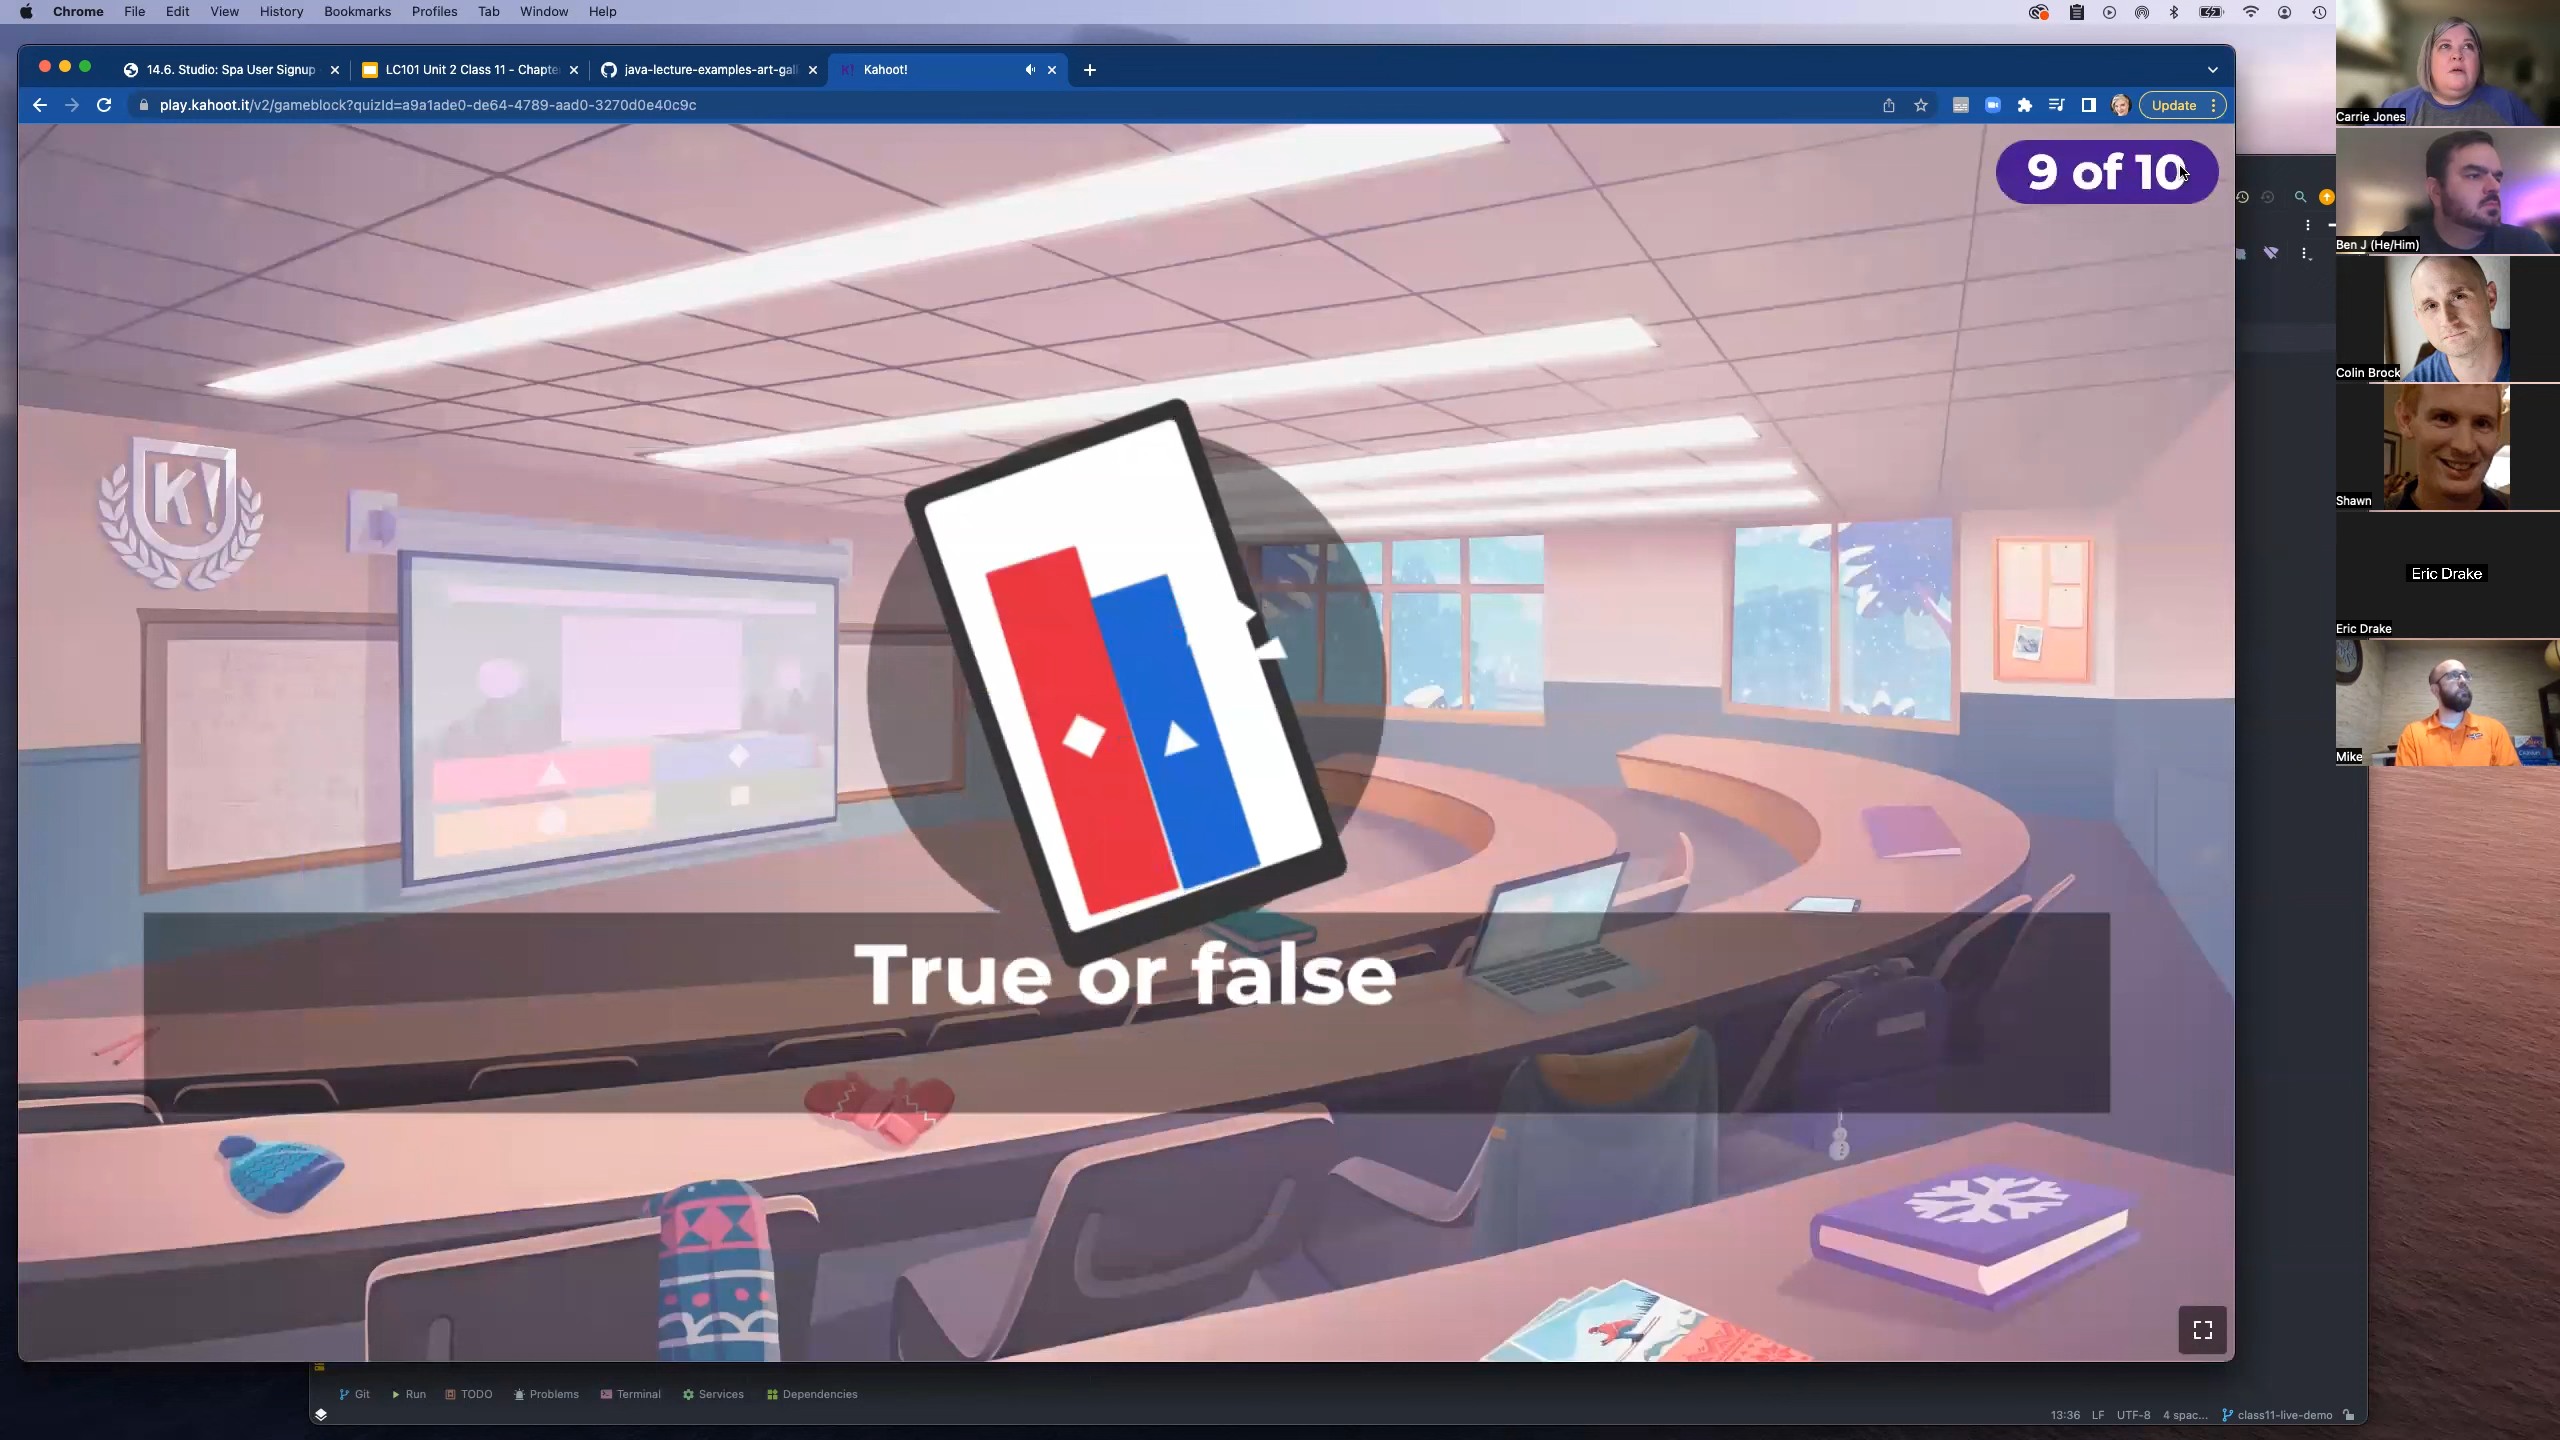 Chrome File Edit View History Bookmarks Profiles Tab Window Help
14.6. Studio: Spa User Signup
LC101 Unit 2 Class 11 - Chapte
java-lecture-examples-art-gall
Kahoot!
play.kahoot.it/v2/gameblock?quizId=a9a1ade0-de64-4789-aad0-3270d0e40c9c
Update
9 of 10
K!
True or false
Carrie Jones
Ben J (He/Him)
Colin Brock
Shawn
Eric Drake
Eric Drake
Mike
Git Run TODO Problems Terminal Services Dependencies
13:36 LF UTF-8 4 spac... class11-live-demo